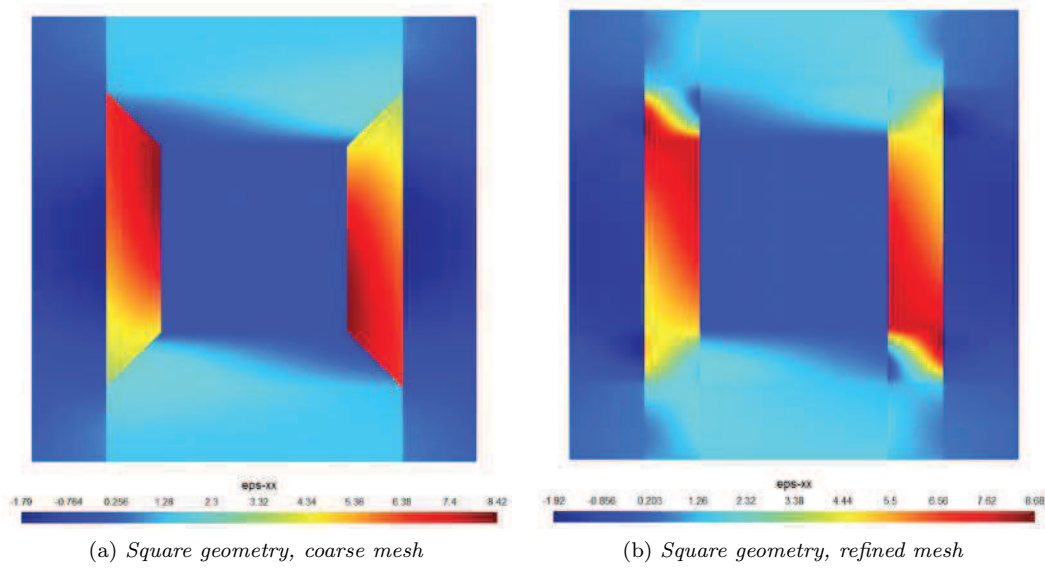 eps-xx
-1.79 -0.764 0.256 1.28 2.3 3.32 4.34 5.36 6.38 7.4 8.42
(a) Square geometry, coarse mesh
eps-xx
-1.92 -0.856 0.203 1.26 2.32 3.38 4.44 5.5 6.56 7.62 8.68
(b) Square geometry, refined mesh